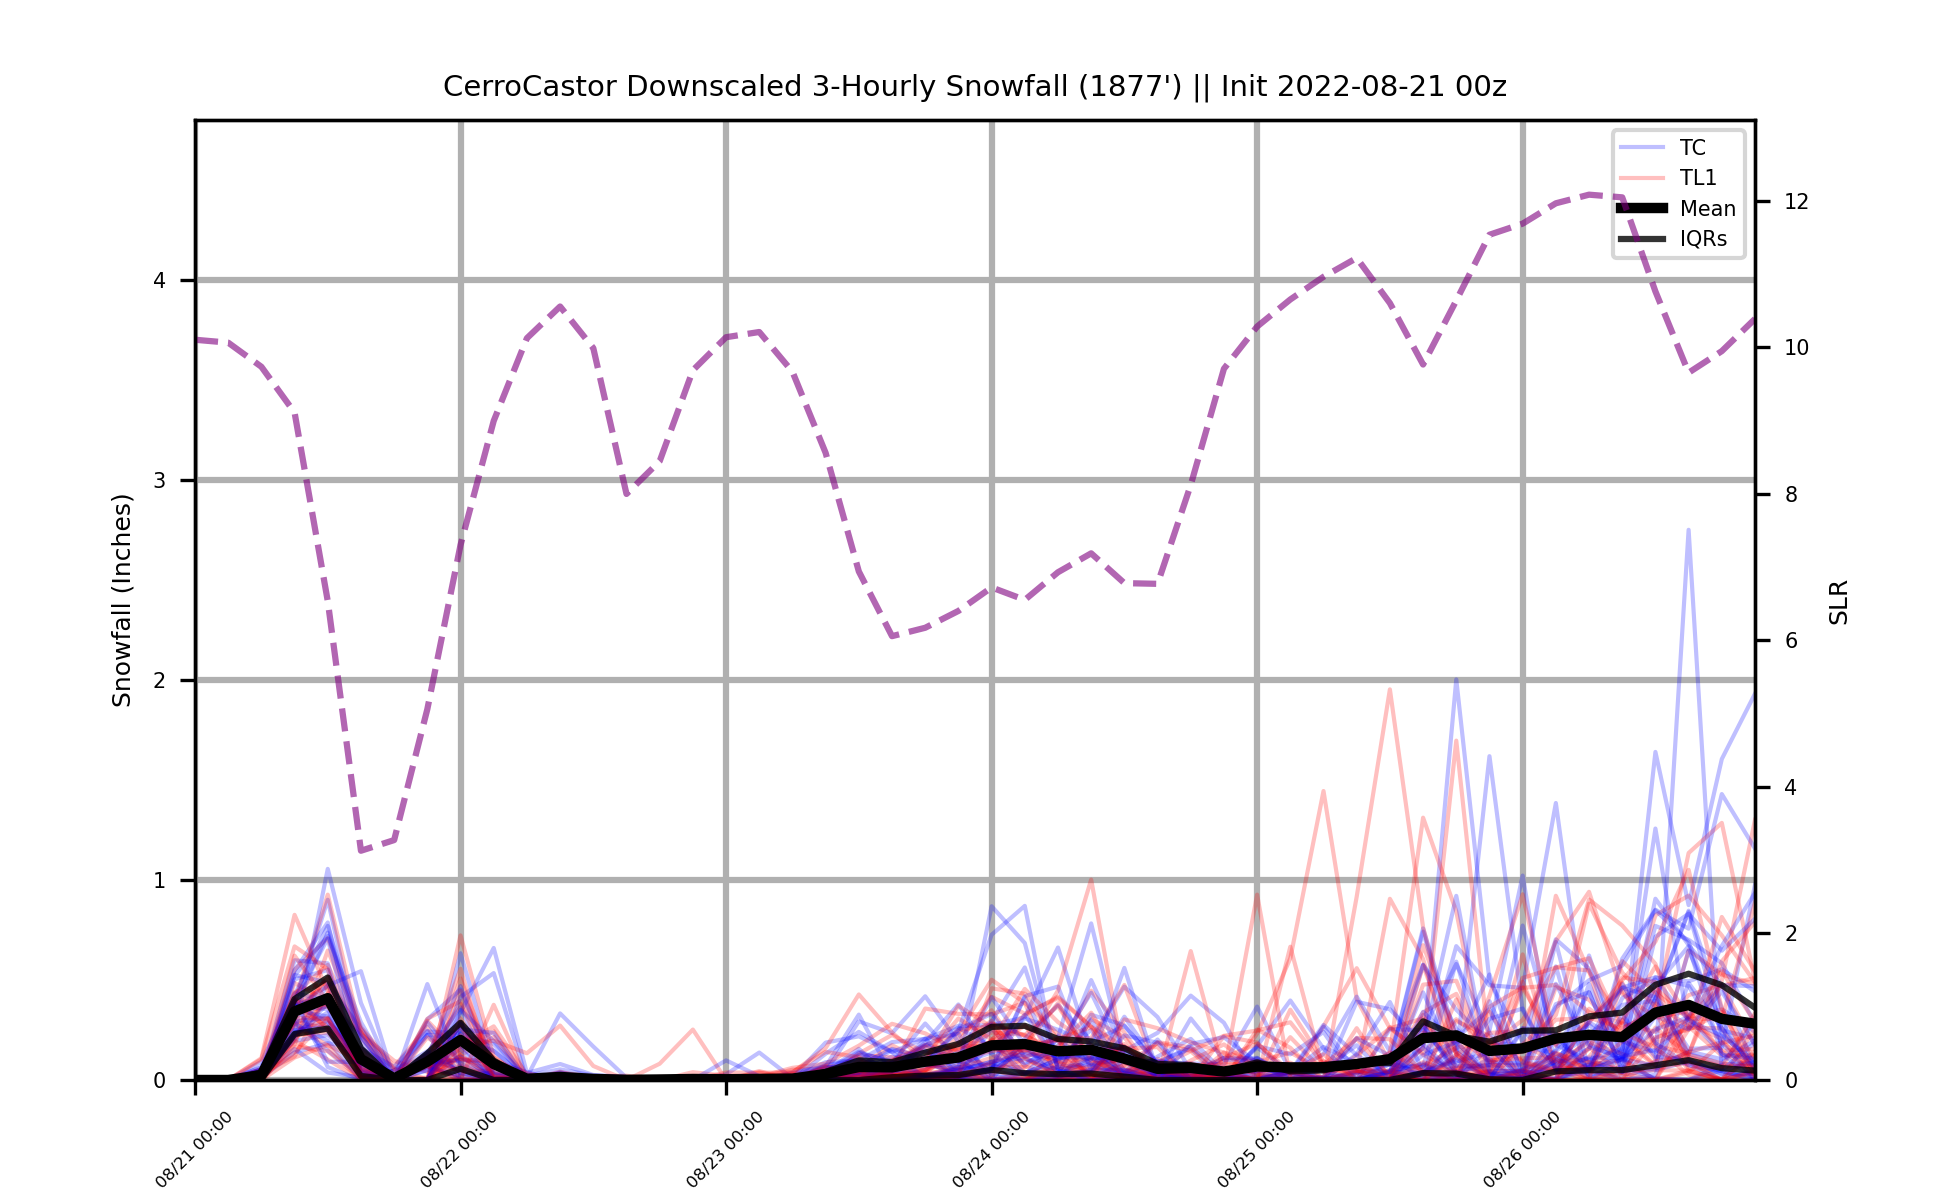 CerroCastor Downscaled 3-Hourly Snowfall (1877') || Init 2022-08-21 00z
TC
TL1
Mean
IQRs
Snowfall (Inches)
4
3
2
1
0
SLR
12
10
8
6
4
2
0
08/21 00:00
08/22 00:00
08/23 00:00
08/24 00:00
08/25 00:00
08/26 00:00